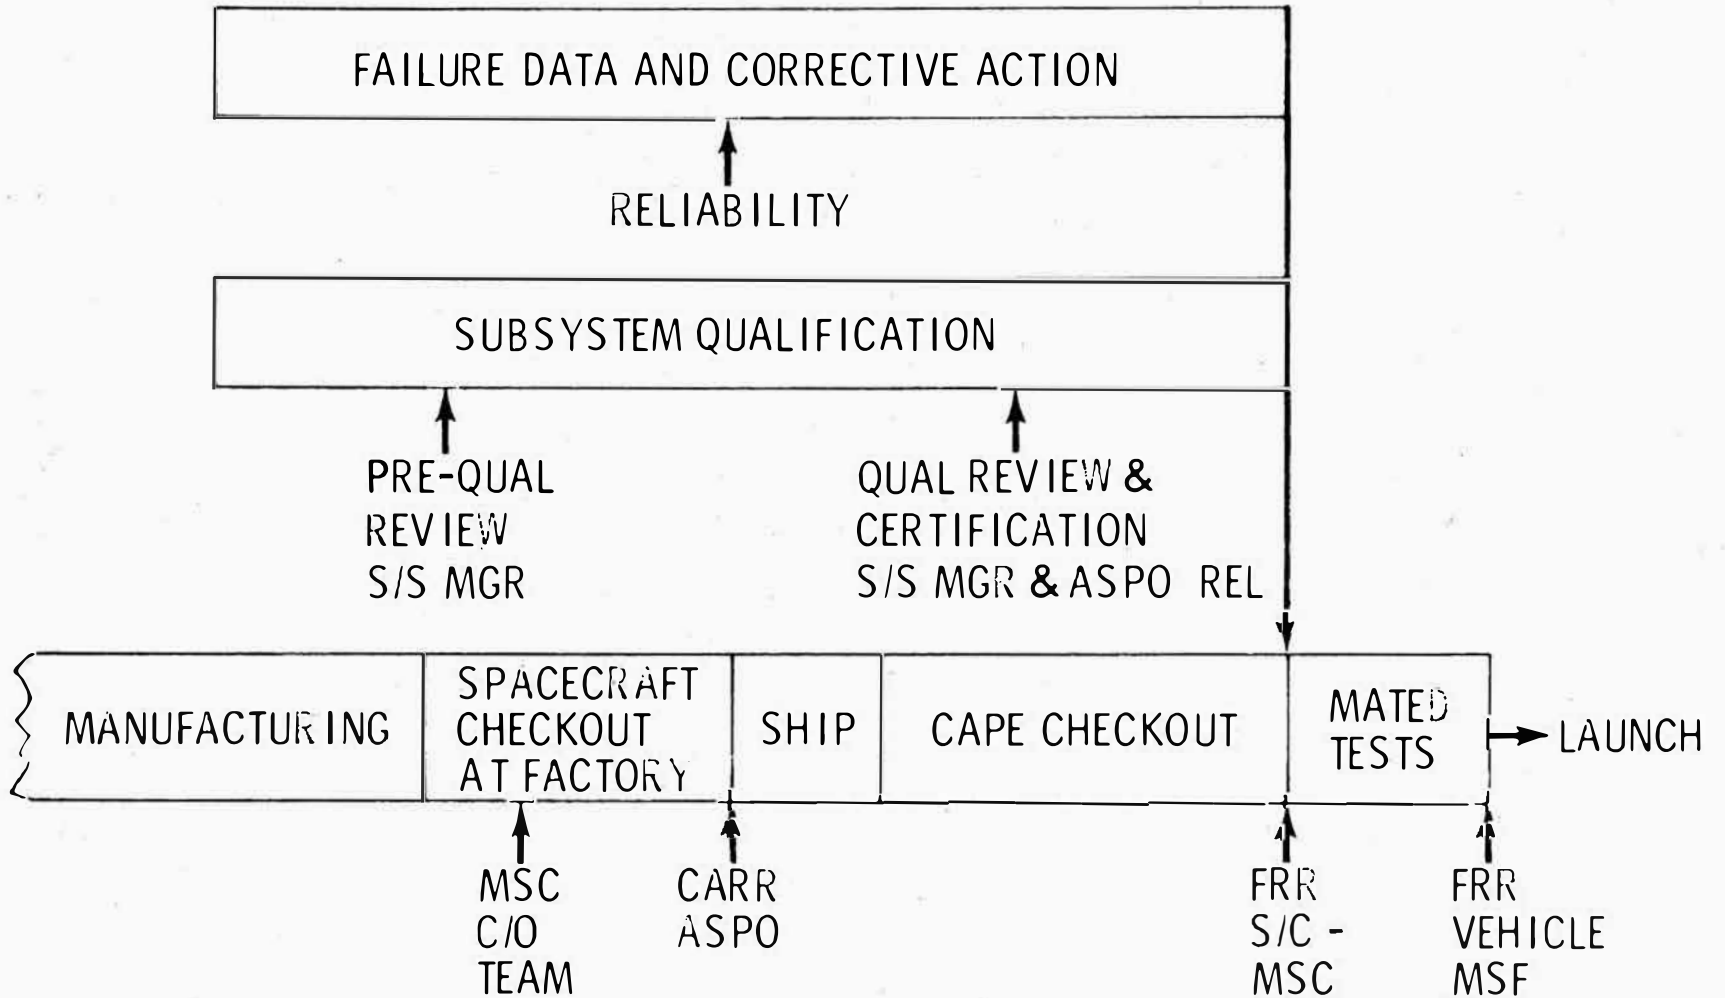 FAILURE DATA AND CORRECTIVE ACTION
RELIABILITY
SUBSYSTEM QUALIFICATION
PRE-QUAL
REVIEW
S/S MGR
QUAL REVIEW &
CERTIFICATION
S/S MGR & ASPO REL
MANUFACTURING
SPACECRAFT
CHECKOUT
AT FACTORY
SHIP
CAPE CHECKOUT
MATED
TESTS
LAUNCH
MSC
C/O
TEAM
CARR
ASPO
FRR
S/C -
MSC
FRR
VEHICLE
MSF